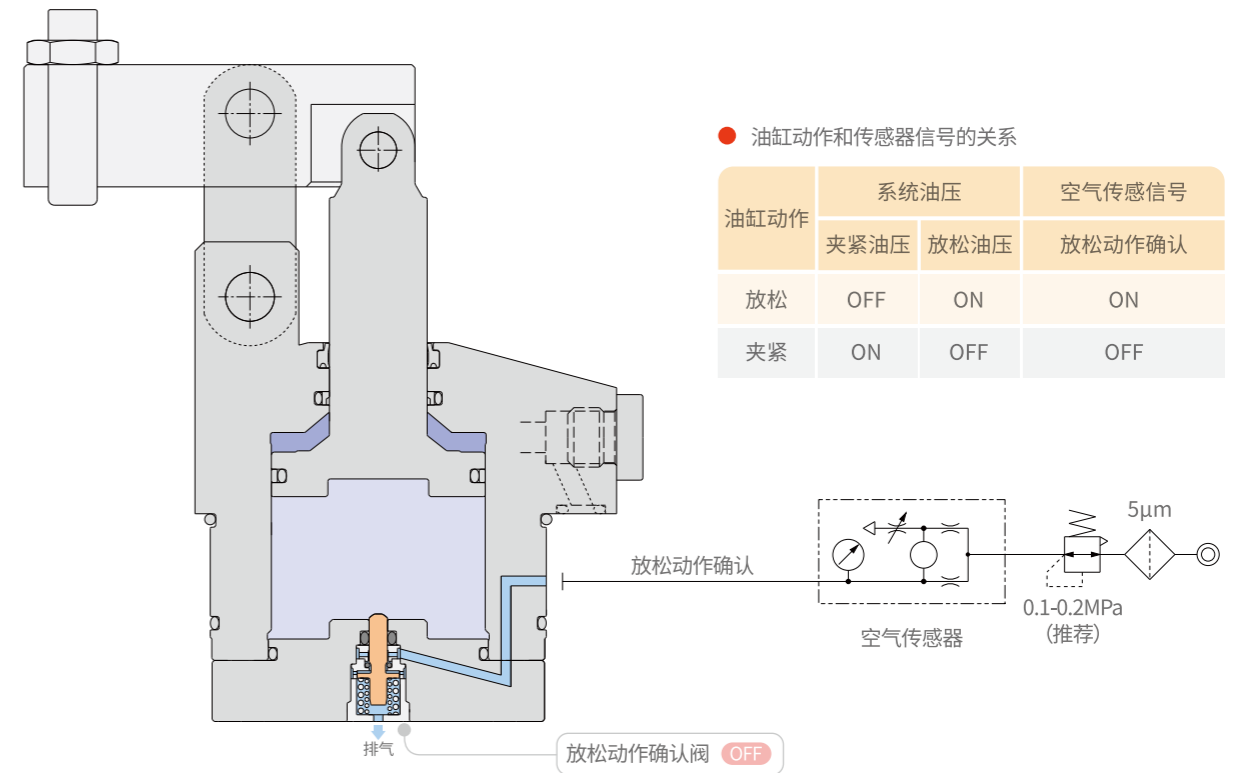 油缸动作和传感器信号的关系
油缸动作 系统油压 空气传感信号
夹紧油压 放松油压 放松动作确认
放松 OFF ON ON
夹紧 ON OFF OFF
5μm
放松动作确认
0.1-0.2MPa
(推荐)
空气传感器
排气
放松动作确认阀 OFF